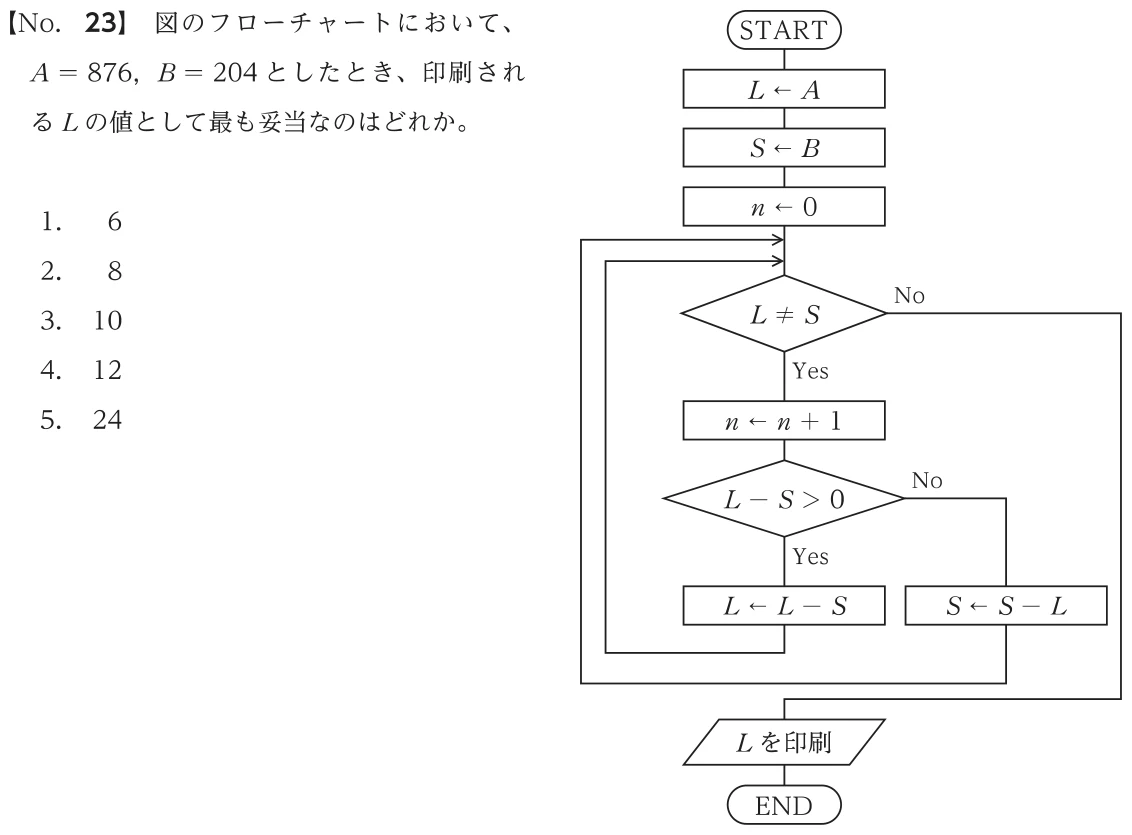 【No. 23】 図のフローチャートにおいて、
A = 876, B = 204 としたとき、印刷され
る L の値として最も妥当なのはどれか。
1. 6
2. 8
3. 10
4. 12
5. 24
START
L ← A
S ← B
n ← 0
L ≠ S
No
Yes
n ← n + 1
L − S > 0
No
Yes
L ← L − S
S ← S − L
L を印刷
END